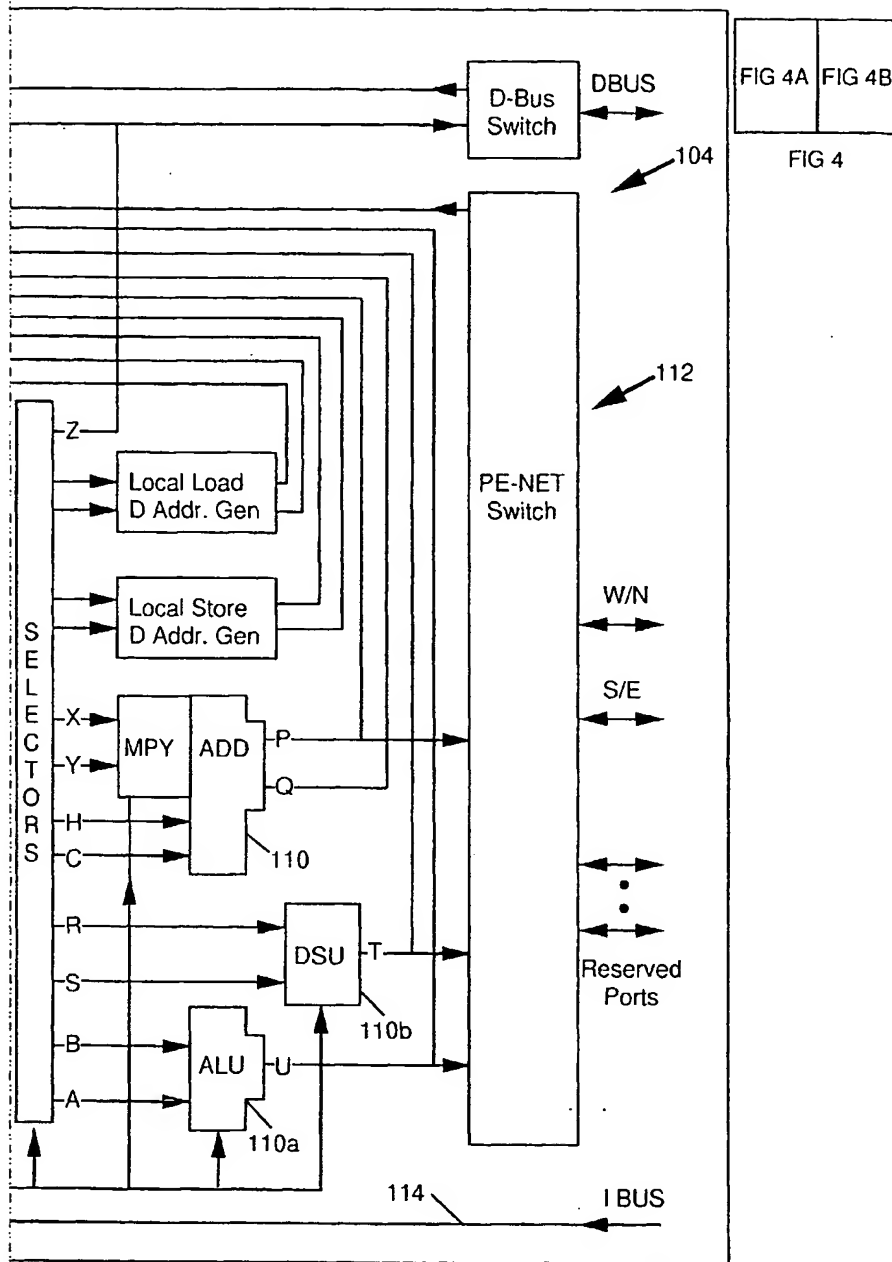 D-Bus
Switch
DBUS
FIG 4A
FIG 4B
FIG 4
104
112
Z
Local Load
D Addr. Gen
PE-NET
Switch
Local Store
D Addr. Gen
W/N
S/E
SELECTORS
X
Y
H
C
MPY
ADD
P
Q
110
R
S
DSU
T
110b
Reserved
Ports
B
A
ALU
U
110a
114
I BUS